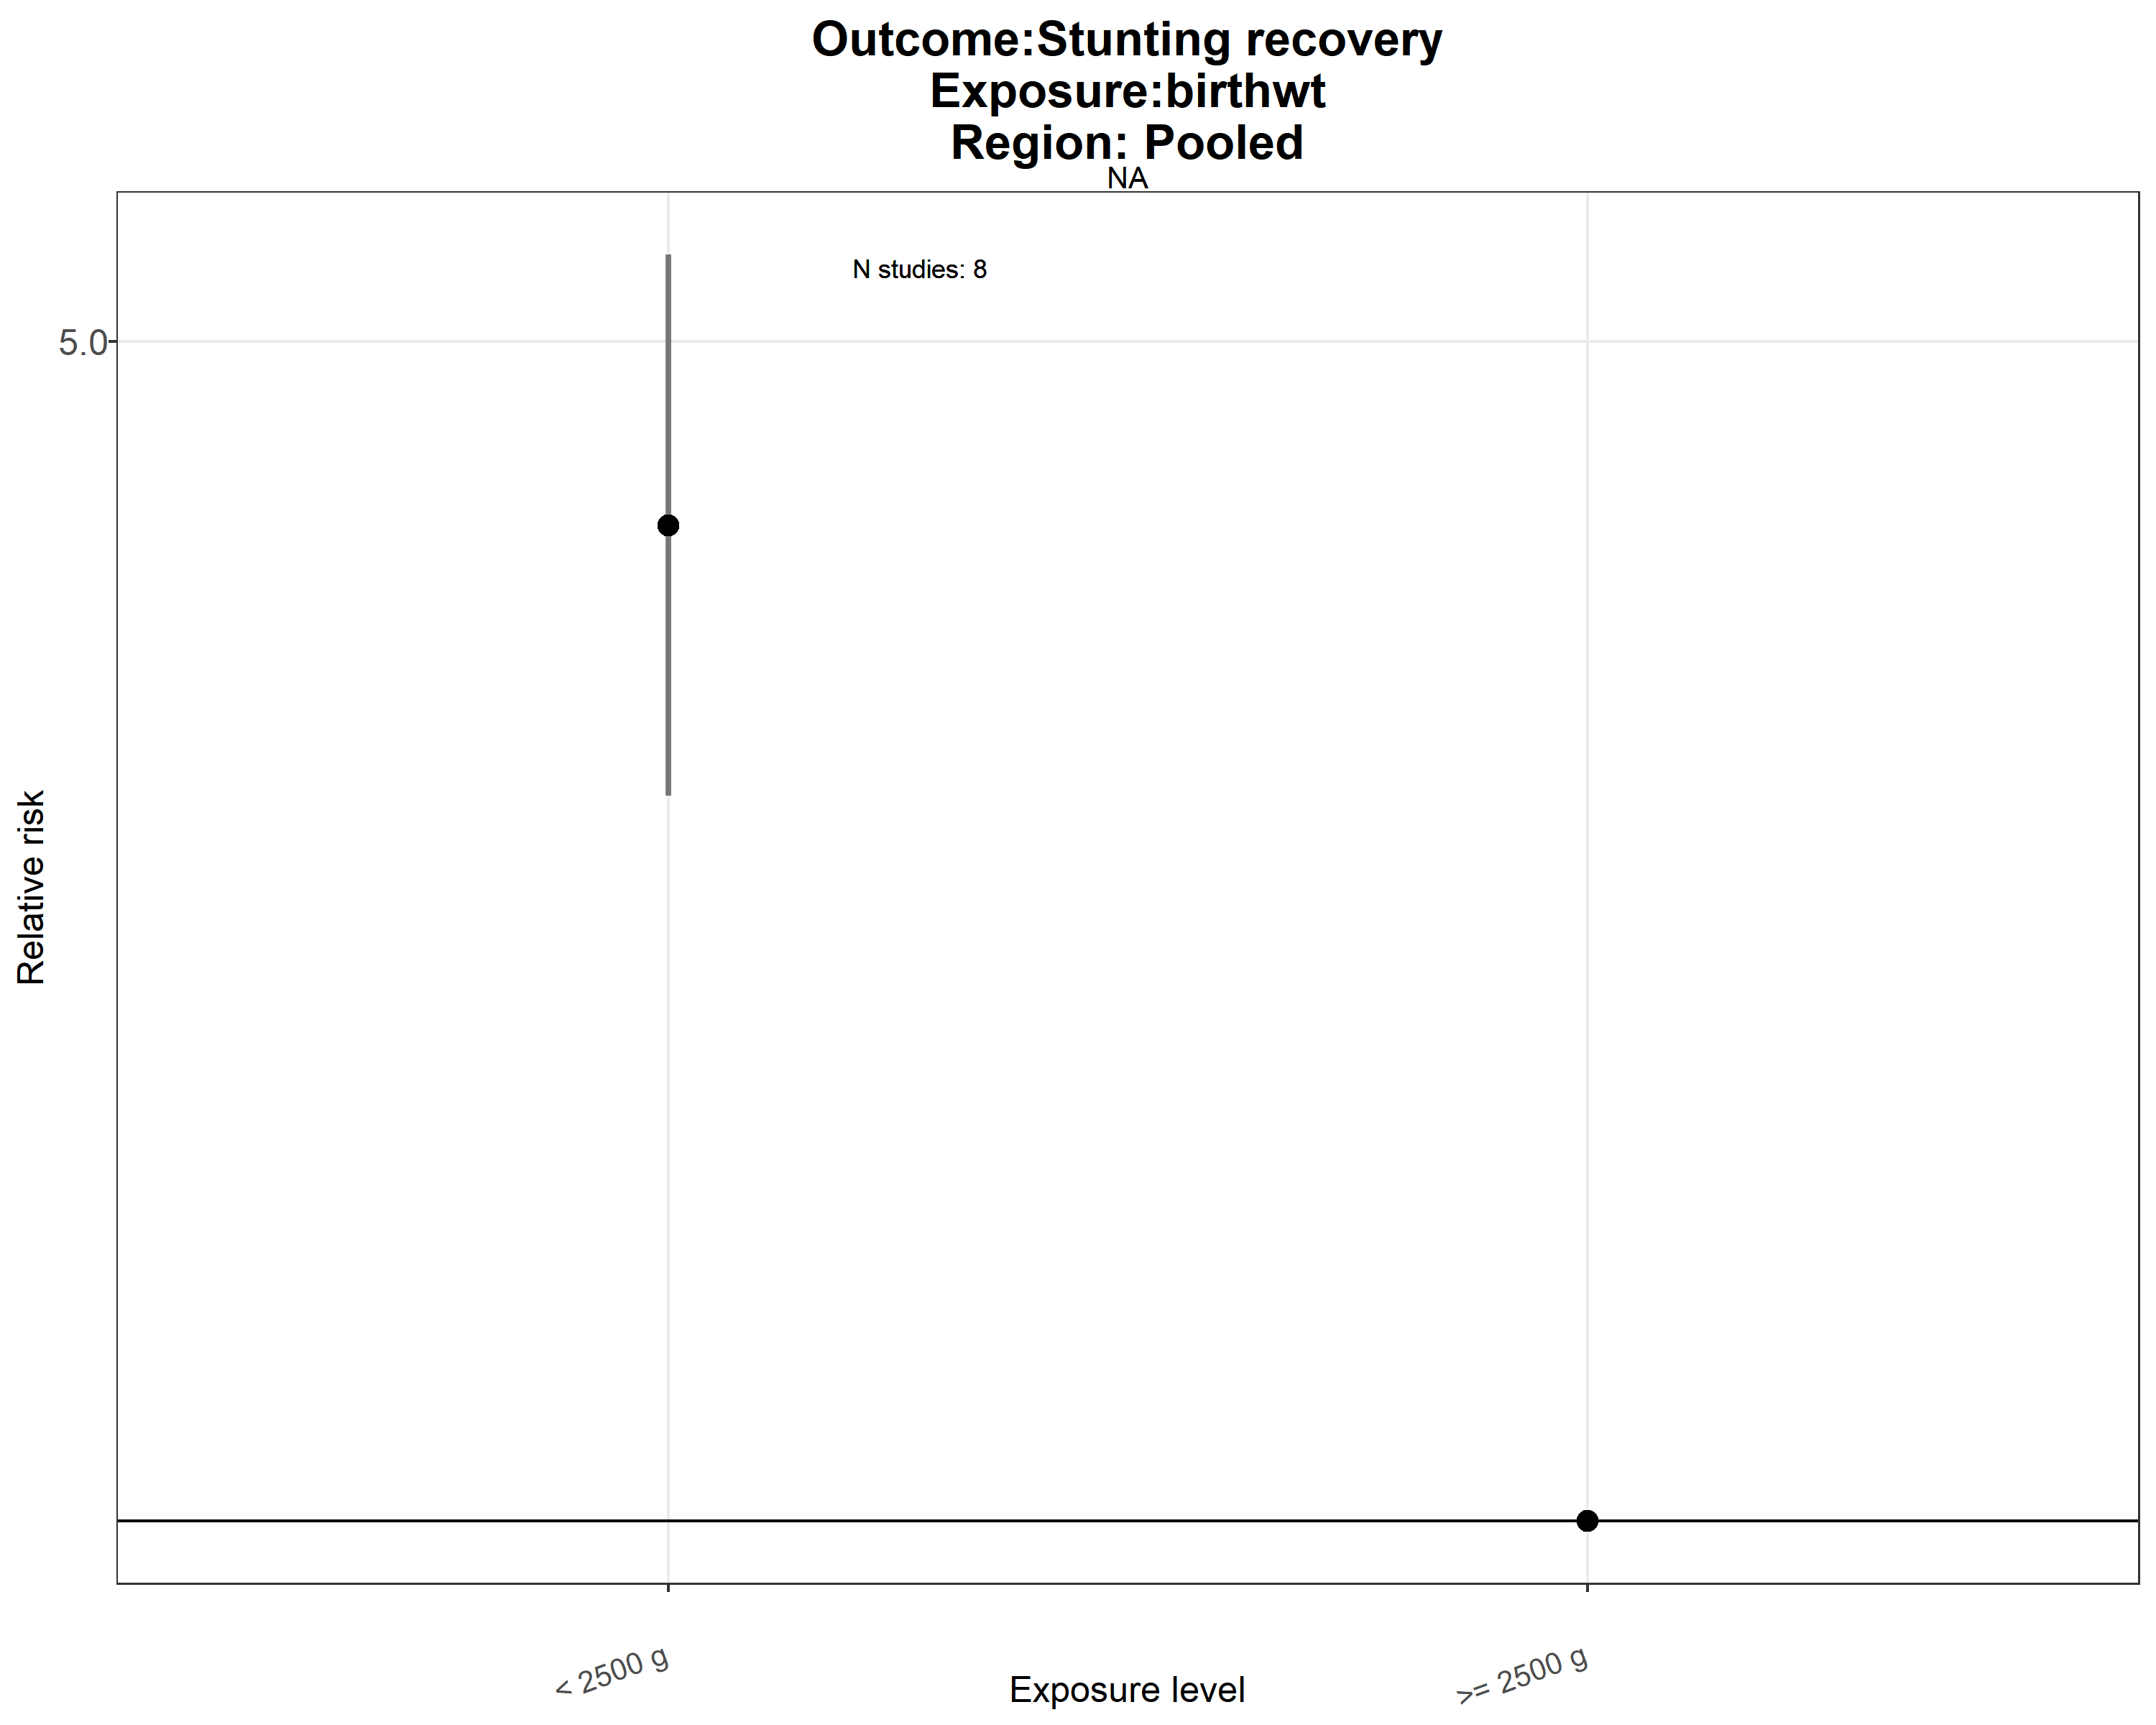 Outcome:Stunting recovery
Exposure:birthwt
Region: Pooled
NA
N studies: 8
5.0
Relative risk
< 2500 g
>= 2500 g
Exposure level